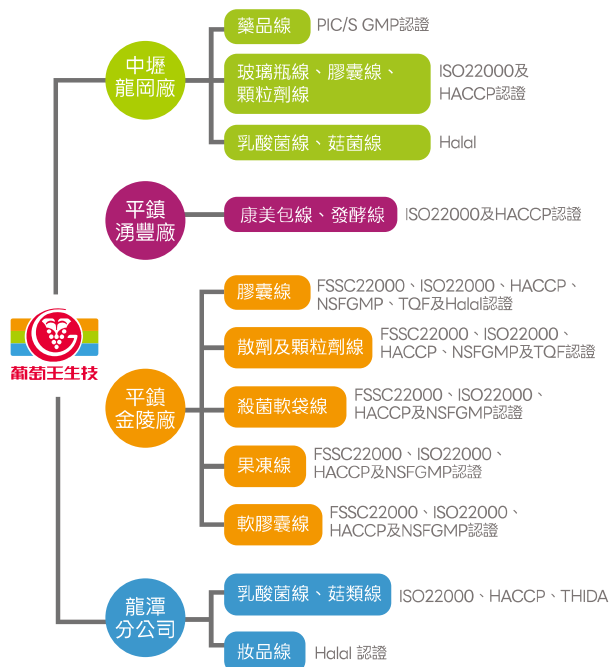 中壢
龍岡廠
藥品線
PIC/S GMP認證
玻璃瓶線、膠囊線、
顆粒劑線
ISO22000及
HACCP認證
乳酸菌線、菇菌線
Halal
平鎮
湧豐廠
康美包線、發酵線
ISO22000及HACCP認證
葡萄王生技
平鎮
金陵廠
膠囊線
FSSC22000、ISO22000、HACCP、
NSFGMP、TQF及Halal認證
散劑及顆粒劑線
FSSC22000、ISO22000、
HACCP、NSFGMP及TQF認證
殺菌軟袋線
FSSC22000、ISO22000、
HACCP及NSFGMP認證
果凍線
FSSC22000、ISO22000、
HACCP及NSFGMP認證
軟膠囊線
FSSC22000、ISO22000、
HACCP及NSFGMP認證
龍潭
分公司
乳酸菌線、菇類線
ISO22000、HACCP、THIDA
妝品線
Halal 認證